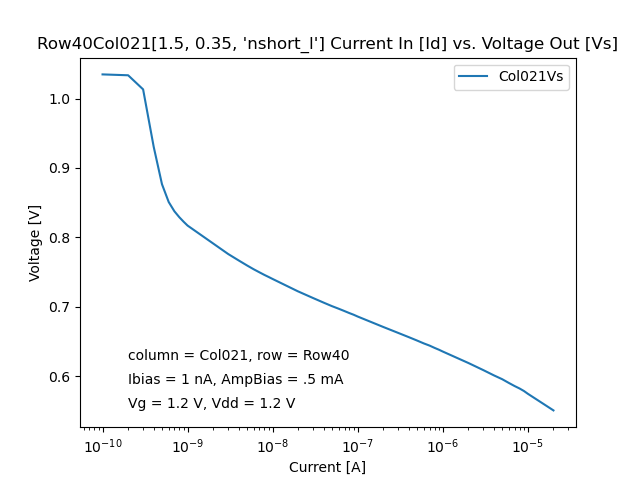 Row40Col021[1.5, 0.35, 'nshort_l'] Current In [Id] vs. Voltage Out [Vs]
Col021Vs
1.0
0.9
0.8
0.7
0.6
Voltage [V]
column = Col021, row = Row40
Ibias = 1 nA, AmpBias = .5 mA
Vg = 1.2 V, Vdd = 1.2 V
10⁻¹⁰ 10⁻⁹ 10⁻⁸ 10⁻⁷ 10⁻⁶ 10⁻⁵
Current [A]